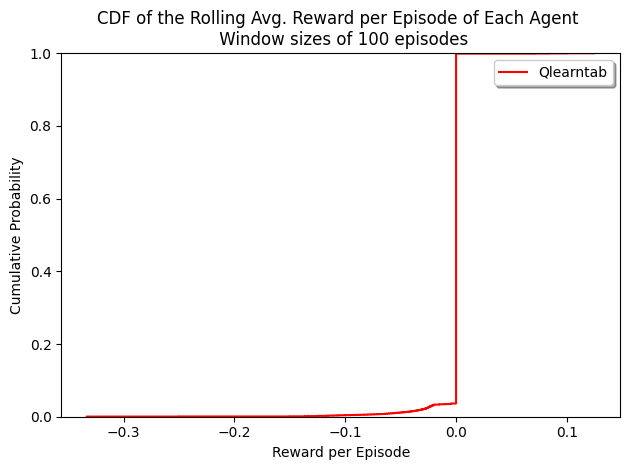 CDF of the Rolling Avg. Reward per Episode of Each Agent
Window sizes of 100 episodes
1.0
Qlearntab
0.8
0.6
0.4
0.2
0.0
Cumulative Probability
−0.3
−0.2
−0.1
0.0
0.1
Reward per Episode